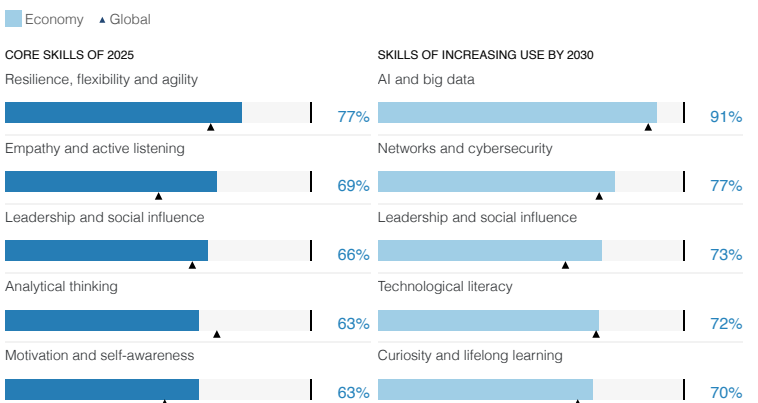 Economy Global
CORE SKILLS OF 2025
Resilience, flexibility and agility
77%
Empathy and active listening
69%
Leadership and social influence
66%
Analytical thinking
63%
Motivation and self-awareness
63%
SKILLS OF INCREASING USE BY 2030
AI and big data
91%
Networks and cybersecurity
77%
Leadership and social influence
73%
Technological literacy
72%
Curiosity and lifelong learning
70%